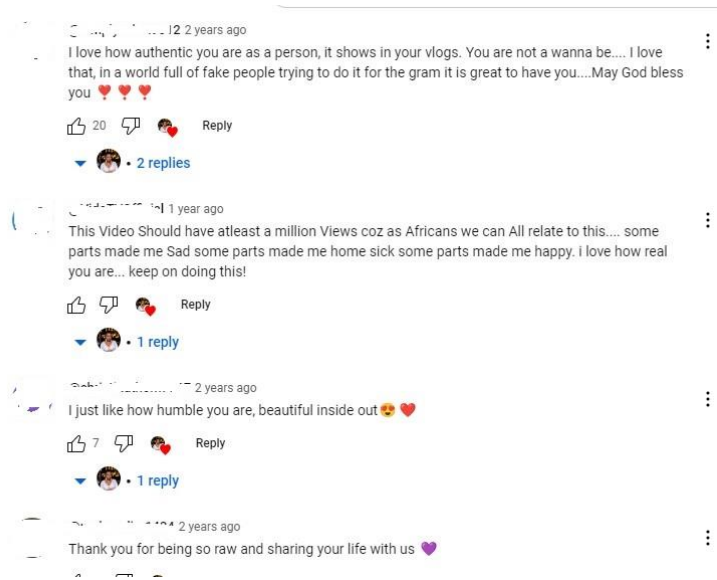 2 years ago
I love how authentic you are as a person, it shows in your vlogs. You are not a wanna be.... I love
that, in a world full of fake people trying to do it for the gram it is great to have you....May God bless
you ❣️ ❣️ ❣️
20 Reply
• 2 replies
1 year ago
This Video Should have atleast a million Views coz as Africans we can All relate to this.... some
parts made me Sad some parts made me home sick some parts made me happy. i love how real
you are... keep on doing this!
Reply
• 1 reply
2 years ago
I just like how humble you are, beautiful inside out😍❤️
7 Reply
• 1 reply
2 years ago
Thank you for being so raw and sharing your life with us 💜